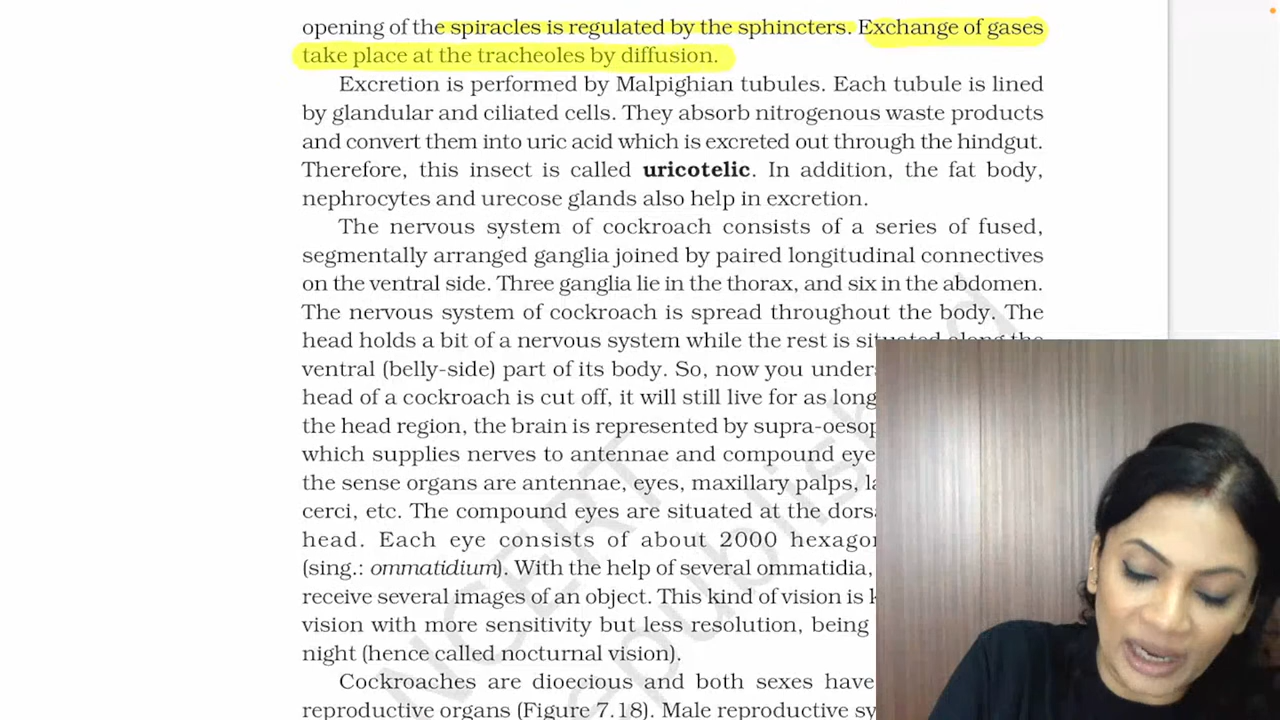 opening of the spiracles is regulated by the sphincters. Exchange of gases
take place at the tracheoles by diffusion.
Excretion is performed by Malpighian tubules. Each tubule is lined
by glandular and ciliated cells. They absorb nitrogenous waste products
and convert them into uric acid which is excreted out through the hindgut.
Therefore, this insect is called uricotelic. In addition, the fat body,
nephrocytes and urecose glands also help in excretion.
The nervous system of cockroach consists of a series of fused,
segmentally arranged ganglia joined by paired longitudinal connectives
on the ventral side. Three ganglia lie in the thorax, and six in the abdomen.
The nervous system of cockroach is spread throughout the body. The
head holds a bit of a nervous system while the rest is situated along the
ventral (belly-side) part of its body. So, now you
head of a cockroach is cut off, it will still live for as long
the head region, the brain is represented by
which supplies nerves to antennae and compound
the sense organs are antennae, eyes, maxillary palps,
cerci, etc. The compound eyes are situated at the
head. Each eye consists of about 2000
(sing.: ommatidium). With the help of several ommatidia,
receive several images of an object. This kind of vision is
vision with more sensitivity but less resolution, being
night (hence called nocturnal vision).
Cockroaches are dioecious and both sexes have
reproductive organs (Figure 7.18). Male reproductive
NCERT